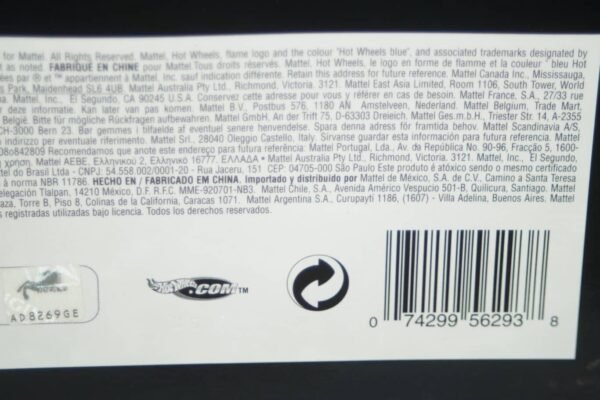 for Mattel. All Rights Reserved. Mattel, Hot Wheels, flame logo and the colour "Hot Wheels blue", and associated trademarks designated by
t as noted. FABRIQUÉ EN CHINE pour Mattel.Tous droits réservés. Mattel, Hot Wheels, le logo en forme de flamme et la couleur " bleu Hot
ées par ® et ™ appartiennent à Mattel, Inc. sauf indication différente. Retain this address for future reference. Mattel Canada Inc., Mississauga,
s Park, Maidenhead SL6 4UB. Mattel Australia Pty Ltd., Richmond, Victoria. 3121. Mattel East Asia Limited, Room 1106, South Tower, World
, Inc., El Segundo, CA 90245 U.S.A. Conservez cette adresse pour vous y référer en cas de besoin. Mattel France, S.A., 27/33 rue
r deze informatie. Kan later van pas komen. Mattel B.V., Postbus 576, 1180 AN Amstelveen, Nederland. Mattel Belgium, Trade Mart,
België. Bitte für mögliche Rückfragen aufbewahren. Mattel GmbH, An der Trift 75, D-63303 Dreieich. Mattel Ges.m.b.H., Triester Str. 14, A-2355
CH-3000 Bern 23. Bør gemmes i tilfælde af eventuel senere henvendelse. Spara denna adress för framtida behov. Mattel Scandinavia A/S,
indirizzo per eventuali riferimenti. Mattel Srl., 28040 Oleggio Castello, Italy. Sírvanse guardar esta información para futura referencia. Mattel
Recomendamos que anote este endereço para referência futura. Mattel Portugal, Lda., Av. da República No. 90-96, Fracção 5, 1600-
χρήση. Mattel AEBE, Ελληνικού 2, Ελληνικό 16777, ΕΛΛΑΔΑ • Mattel Australia Pty Ltd., Richmond, Victoria. 3121. El Segundo,
tel do Brasil Ltda - CNPJ: 54.558 002/0001-20 - Rua Jaceru, 151 CEP: 04705-000 São Paulo Este produto é atóxico sendo o cromo
á norma NBR 11786. HECHO EN / FABRICADO EM CHINA. Importado y distribuido por Mattel de México, S.A. de C.V., Camino a Santa Teresa
elegación Tlalpan, 14210 México, D.F. R.F.C. MME-920701-NB3. Mattel Chile, S.A., Avenida Américo Vespucio 501-B, Quilicura, Santiago. Mattel
aza, Torre B, Piso 8, Colinas de la California, Caracas 1071. Mattel Argentina S.A., Curupaytí 1186, (1607) - Villa Adelina, Buenos Aires. Mattel
s registradas utilizadas bajo licencia. Todos los derechos reservados.
.COM™
AD8269GE
0 74299 56293 8